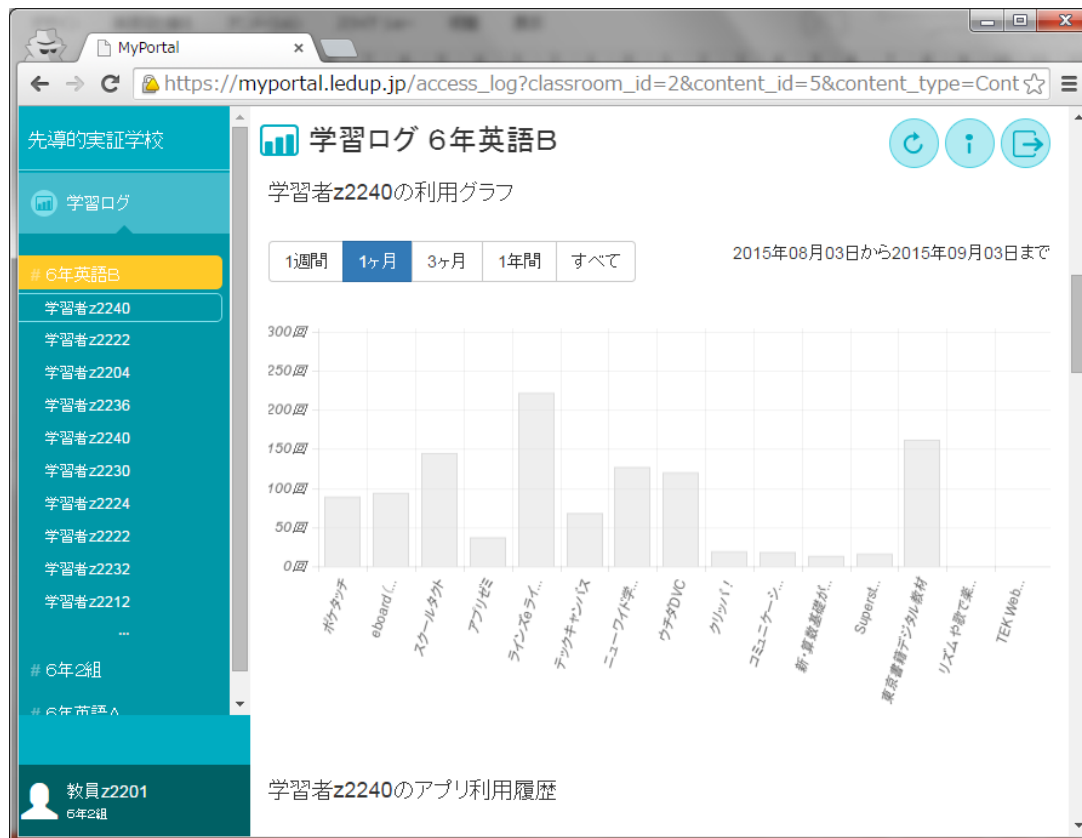 MyPortal
https://myportal.ledup.jp/access_log?classroom_id=2&content_id=5&content_type=Cont
先導的実証学校
学習ログ
# 6年英語B
学習者z2240
学習者z2222
学習者z2204
学習者z2236
学習者z2240
学習者z2230
学習者z2224
学習者z2222
学習者z2232
学習者z2212
...
# 6年2組
# 6年英語A
教員z2201
6年2組
学習ログ 6年英語B
学習者z2240の利用グラフ
1週間 1ヶ月 3ヶ月 1年間 すべて
2015年08月03日から2015年09月03日まで
300回
250回
200回
150回
100回
50回
0回
ポケタッチ
eboard(...
スクールタクト
アプリゼミ
ラインズeライ...
テックキャンバス
ニューワイド学...
ウチダDVC
クリッパ！
コミュニケーシ...
新・算数基礎が...
Superst...
東京書籍デジタル教材
リズムや歌で楽...
TEK Web...
学習者z2240のアプリ利用履歴